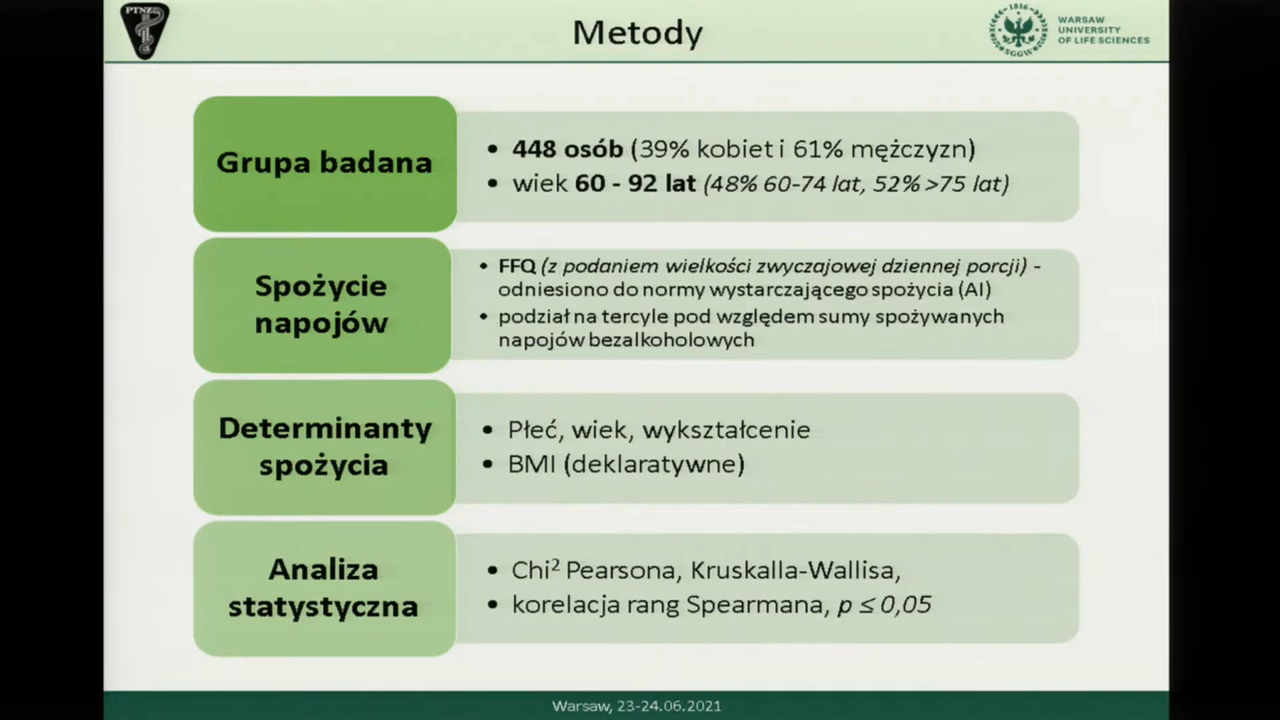 PTNŻ
Metody
1816
SGGW
WARSAW
UNIVERSITY
OF LIFE SCIENCES
Grupa badana
• 448 osób (39% kobiet i 61% mężczyzn)
• wiek 60 - 92 lat (48% 60-74 lat, 52% >75 lat)
Spożycie
napojów
• FFQ (z podaniem wielkości zwyczajowej dziennej porcji) -
odniesiono do normy wystarczającego spożycia (AI)
• podział na tercyle pod względem sumy spożywanych
napojów bezalkoholowych
Determinanty
spożycia
• Płeć, wiek, wykształcenie
• BMI (deklaratywne)
Analiza
statystyczna
• Chi² Pearsona, Kruskalla-Wallisa,
• korelacja rang Spearmana, p ≤ 0,05
Warsaw, 23-24.06.2021